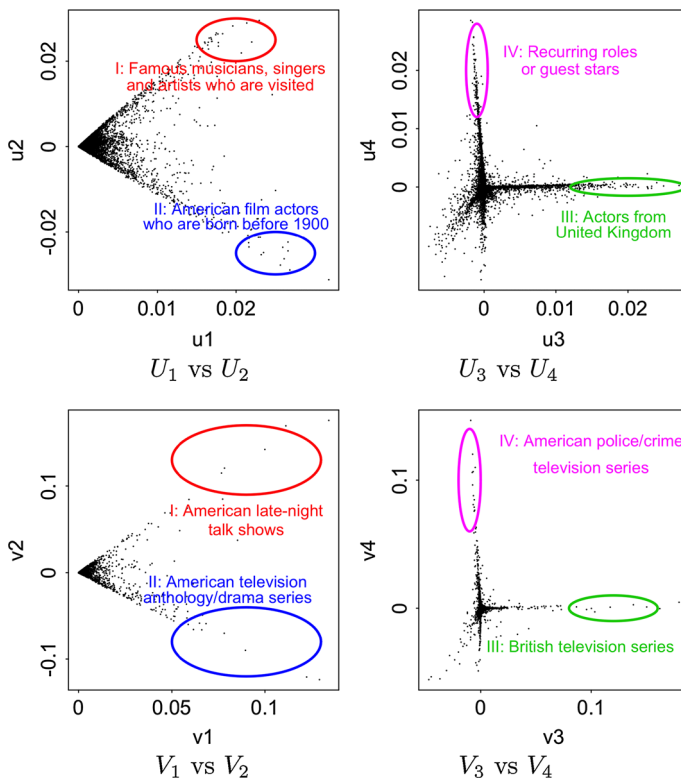 0.02
0
-0.02
u2
I: Famous musicians, singers
and artists who are visited
II: American film actors
who are born before 1900
0
0.01
0.02
u1
U1 vs U2
0.02
0.01
0
u4
IV: Recurring roles
or guest stars
III: Actors from
United Kingdom
0
0.01
0.02
u3
U3 vs U4
0.1
0
-0.1
v2
I: American late-night
talk shows
II: American television
anthology/drama series
0
0.05
0.1
v1
V1 vs V2
0.1
0
v4
IV: American police/crime
television series
III: British television series
0
0.1
v3
V3 vs V4